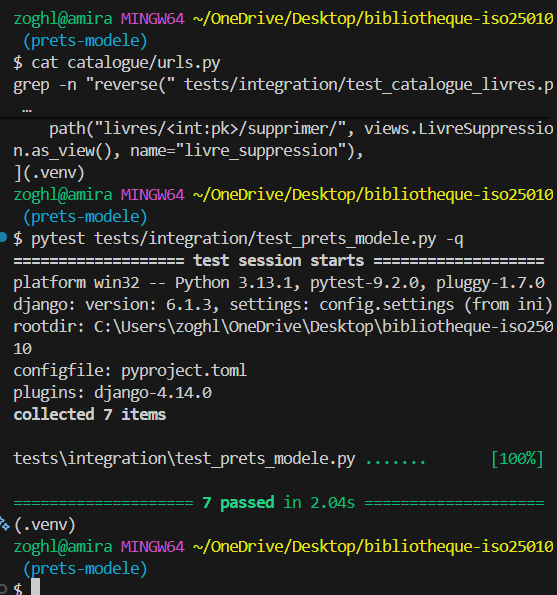 zoghl@amira MINGW64 ~/OneDrive/Desktop/bibliotheque-iso25010
(prets-modele)
$ cat catalogue/urls.py
grep -n "reverse(" tests/integration/test_catalogue_livres.p
…
    path("livres/<int:pk>/supprimer/", views.LivreSuppressio
n.as_view(), name="livre_suppression"),
](.venv)
zoghl@amira MINGW64 ~/OneDrive/Desktop/bibliotheque-iso25010
(prets-modele)
$ pytest tests/integration/test_prets_modele.py -q
=================== test session starts ===================
platform win32 -- Python 3.13.1, pytest-9.2.0, pluggy-1.7.0
django: version: 6.1.3, settings: config.settings (from ini)
rootdir: C:\Users\zoghl\OneDrive\Desktop\bibliotheque-iso250
10
configfile: pyproject.toml
plugins: django-4.14.0
collected 7 items
tests\integration\test_prets_modele.py ....... [100%]
==================== 7 passed in 2.04s ====================
(.venv)
zoghl@amira MINGW64 ~/OneDrive/Desktop/bibliotheque-iso25010
(prets-modele)
$